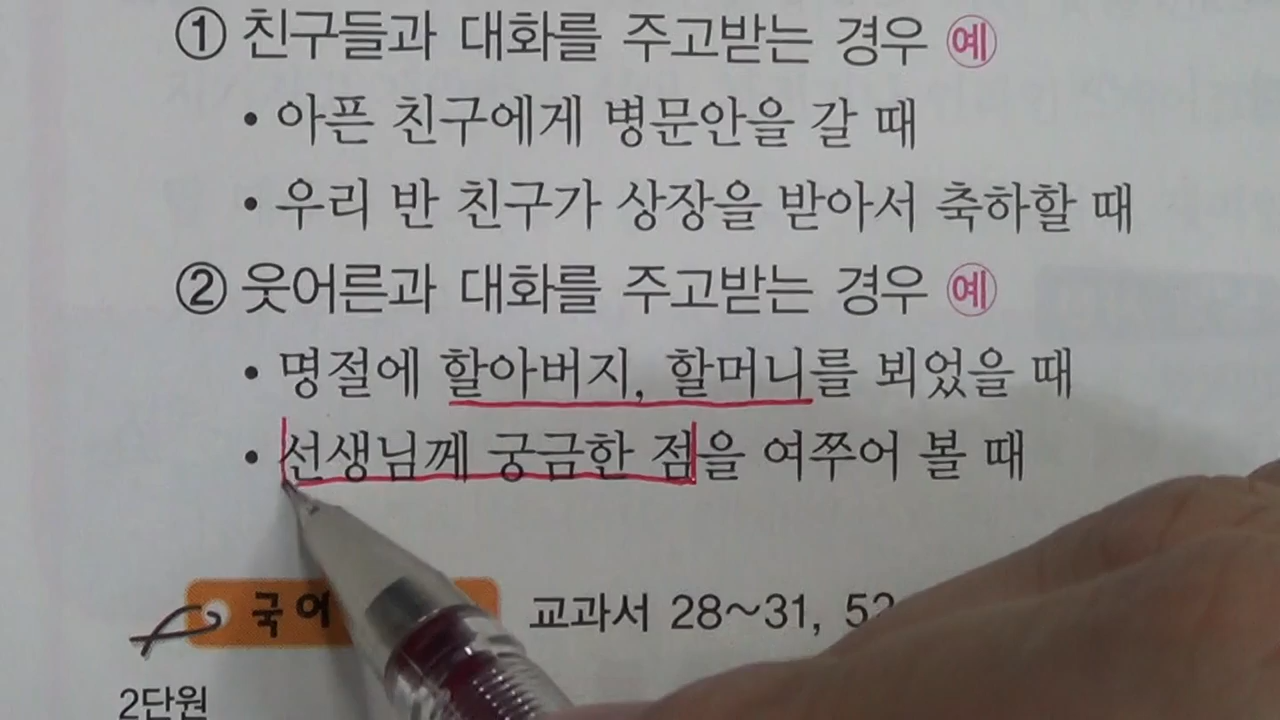 ① 친구들과 대화를 주고받는 경우 예
• 아픈 친구에게 병문안을 갈 때
• 우리 반 친구가 상장을 받아서 축하할 때
② 웃어른과 대화를 주고받는 경우 예
• 명절에 할아버지, 할머니를 뵈었을 때
• 선생님께 궁금한 점을 여쭈어 볼 때
국어 교과서 28~31,
2단원